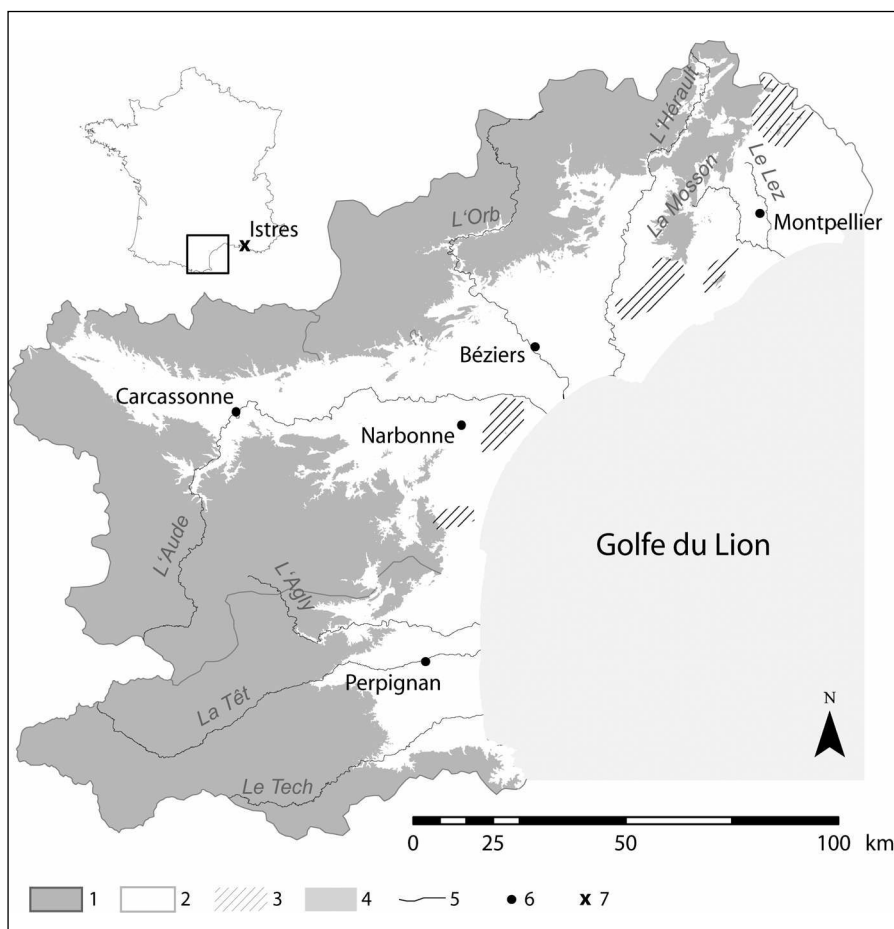 L'Hérault
Istres
La Mosson
Le Lez
L'Orb
Montpellier
Béziers
Carcassonne
Narbonne
L'Aude
Golfe du Lion
L'Agly
Perpignan
La Têt
N
Le Tech
0 25 50 100 km
1 2 3 4 5 6 x 7